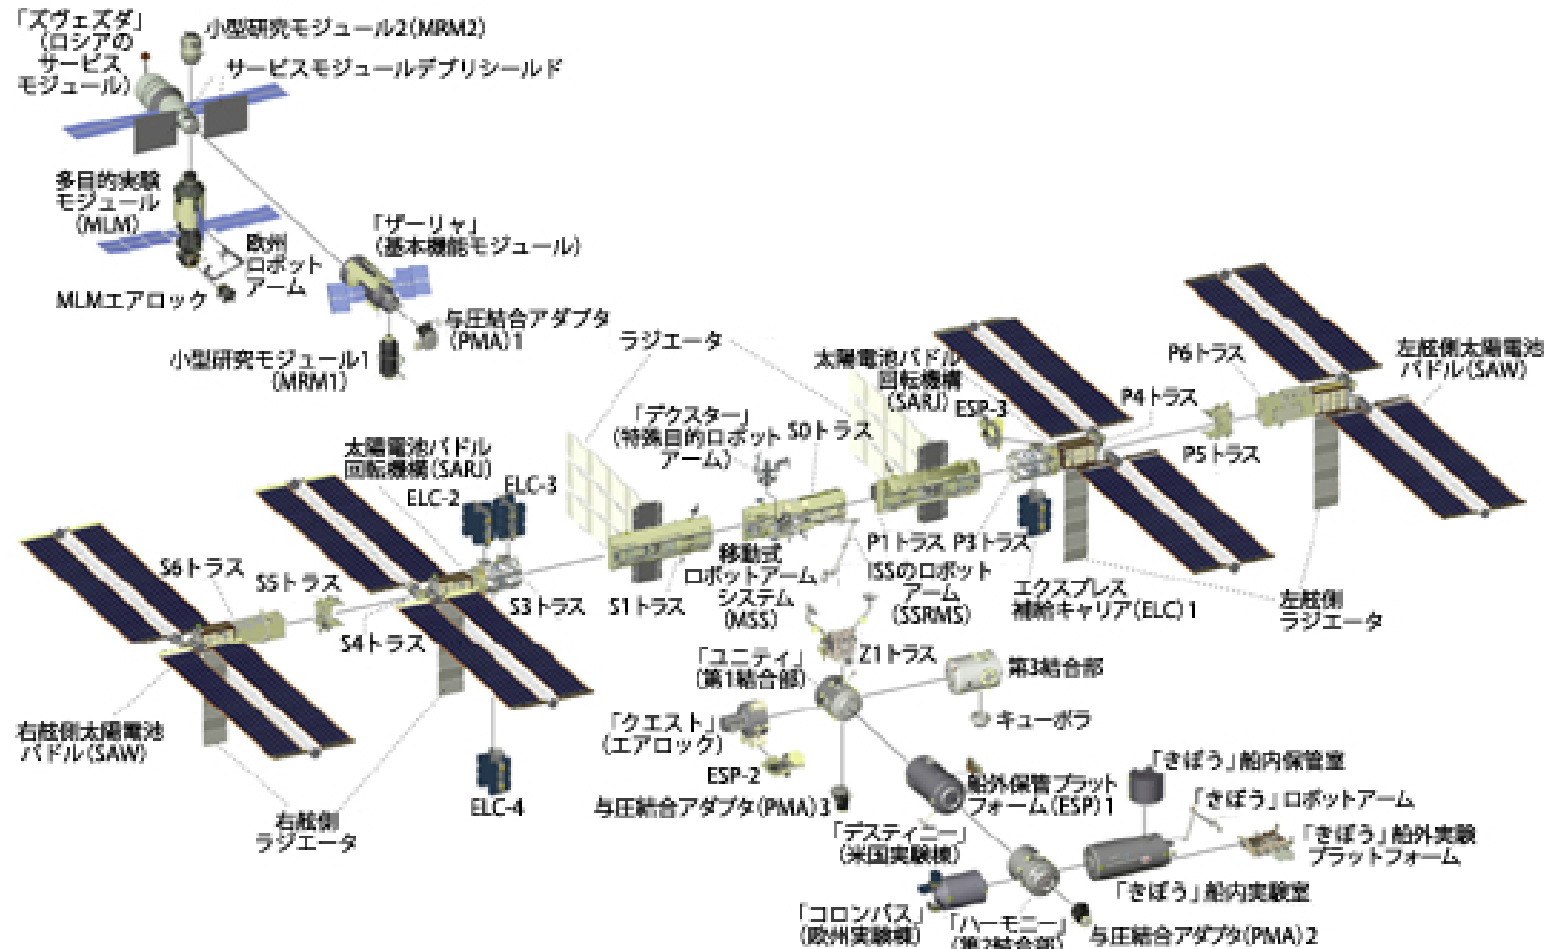 「ズヴェズダ」
(ロシアの
サービス
モジュール)
小型研究モジュール2(MRM2)
サービスモジュールデブリシールド
多目的実験
モジュール
(MLM)
欧州
ロボット
アーム
MLMエアロック
「ザーリャ」
(基本機能モジュール)
与圧結合アダプタ
(PMA)1
小型研究モジュール1
(MRM1)
ラジエータ
太陽電池パドル
回転機構
(SARJ)
ESP-3
P6トラス
左舷側太陽電池
パドル(SAW)
P4トラス
P5トラス
「デクスター」
(特殊目的ロボット
アーム)
S0トラス
太陽電池パドル
回転機構(SARJ)
ELC-2
ELC-3
S6トラス
S5トラス
S4トラス
S3トラス
S1トラス
移動式
ロボットアーム
システム
(MSS)
P1トラス
P3トラス
ISSのロボット
アーム
(SSRMS)
エクスプレス
補給キャリア(ELC)1
左舷側
ラジエータ
右舷側太陽電池
パドル(SAW)
右舷側
ラジエータ
ELC-4
「ユニティ」
(第1結合部)
Z1トラス
第3結合部
キューポラ
「クエスト」
(エアロック)
ESP-2
与圧結合アダプタ(PMA)3
船外保管プラット
フォーム(ESP)1
「デスティニー」
(米国実験棟)
「きぼう」船内保管室
「きぼう」ロボットアーム
「きぼう」船外実験
プラットフォーム
「きぼう」船内実験室
「コロンバス」
(欧州実験棟)
「ハーモニー」
(第2結合部)
与圧結合アダプタ(PMA)2